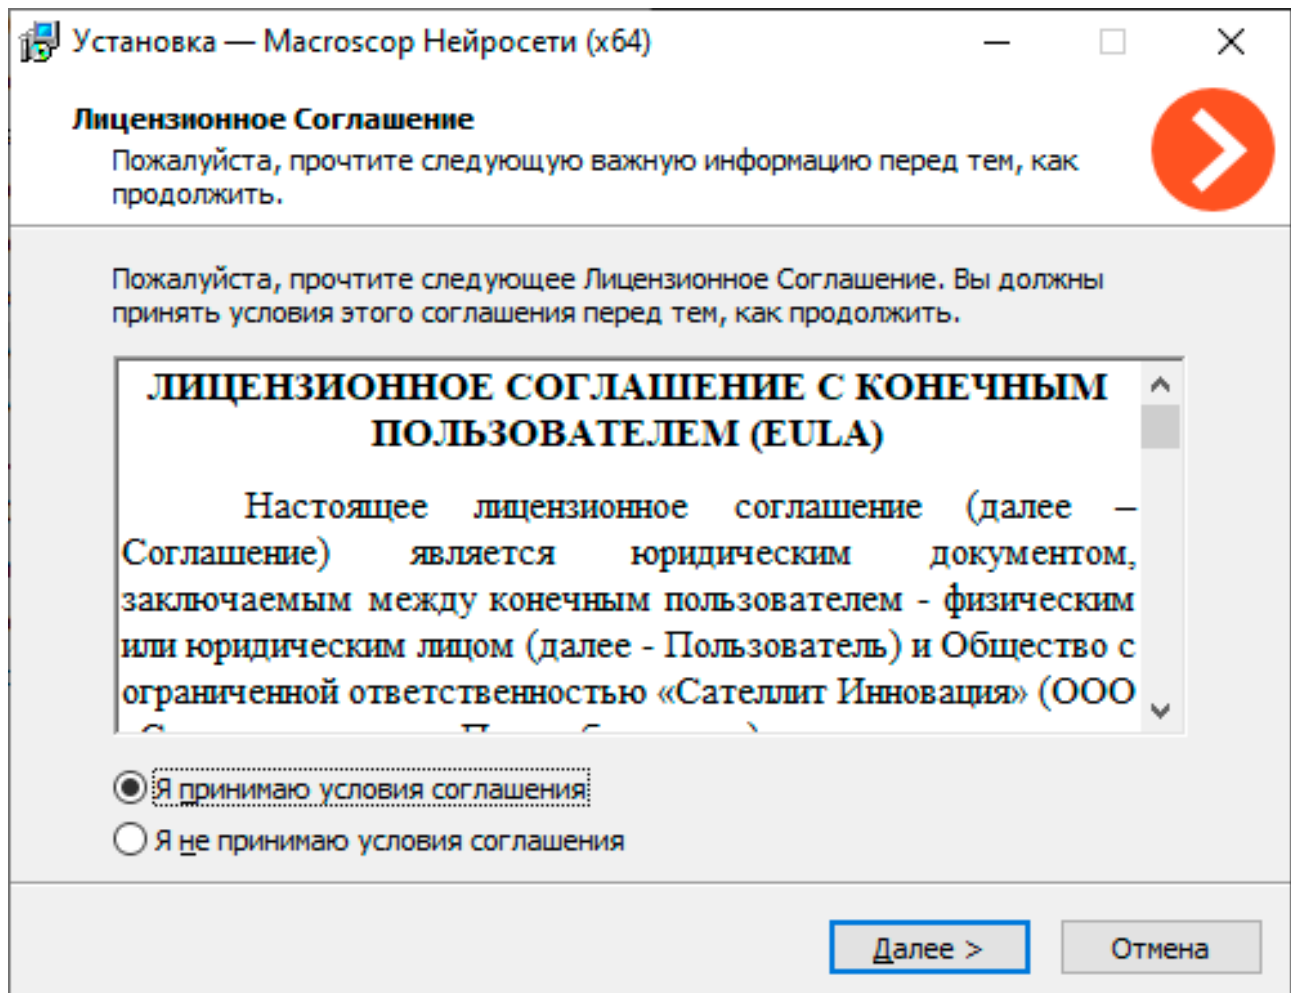 Установка — Macroscop Нейросети (x64)
Лицензионное Соглашение
Пожалуйста, прочтите следующую важную информацию перед тем, как
продолжить.
Пожалуйста, прочтите следующее Лицензионное Соглашение. Вы должны
принять условия этого соглашения перед тем, как продолжить.
ЛИЦЕНЗИОННОЕ СОГЛАШЕНИЕ С КОНЕЧНЫМ
ПОЛЬЗОВАТЕЛЕМ (EULA)
Настоящее лицензионное соглашение (далее –
Соглашение) является юридическим документом,
заключаемым между конечным пользователем - физическим
или юридическим лицом (далее - Пользователь) и Общество с
ограниченной ответственностью «Сателлит Инновация» (ООО
Я принимаю условия соглашения
Я не принимаю условия соглашения
Далее >
Отмена